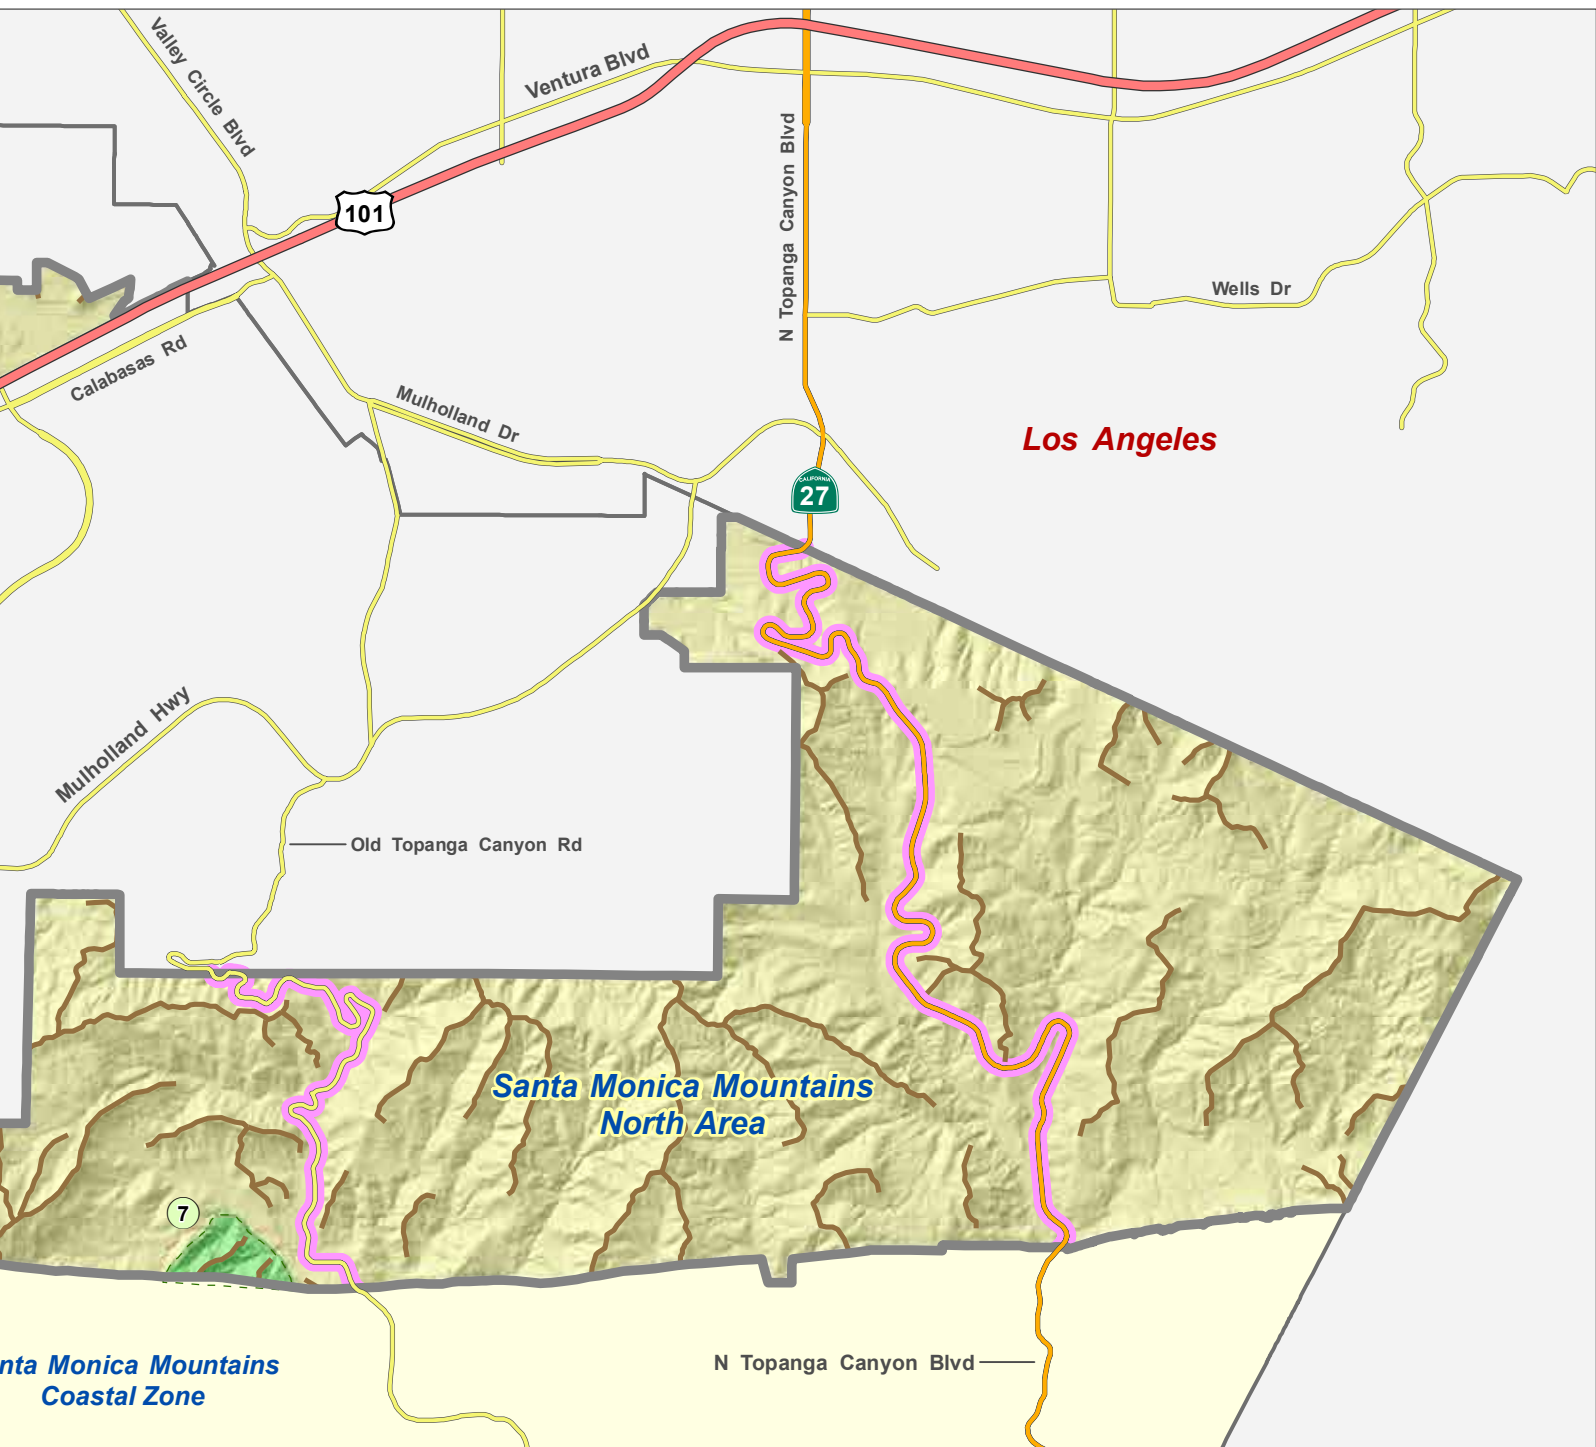 Valley Circle Blvd
Ventura Blvd
101
N Topanga Canyon Blvd
Wells Dr
Calabasas Rd
Mulholland Dr
Los Angeles
CALIFORNIA
27
Mulholland Hwy
Old Topanga Canyon Rd
Santa Monica Mountains
North Area
7
nta Monica Mountains
Coastal Zone
N Topanga Canyon Blvd